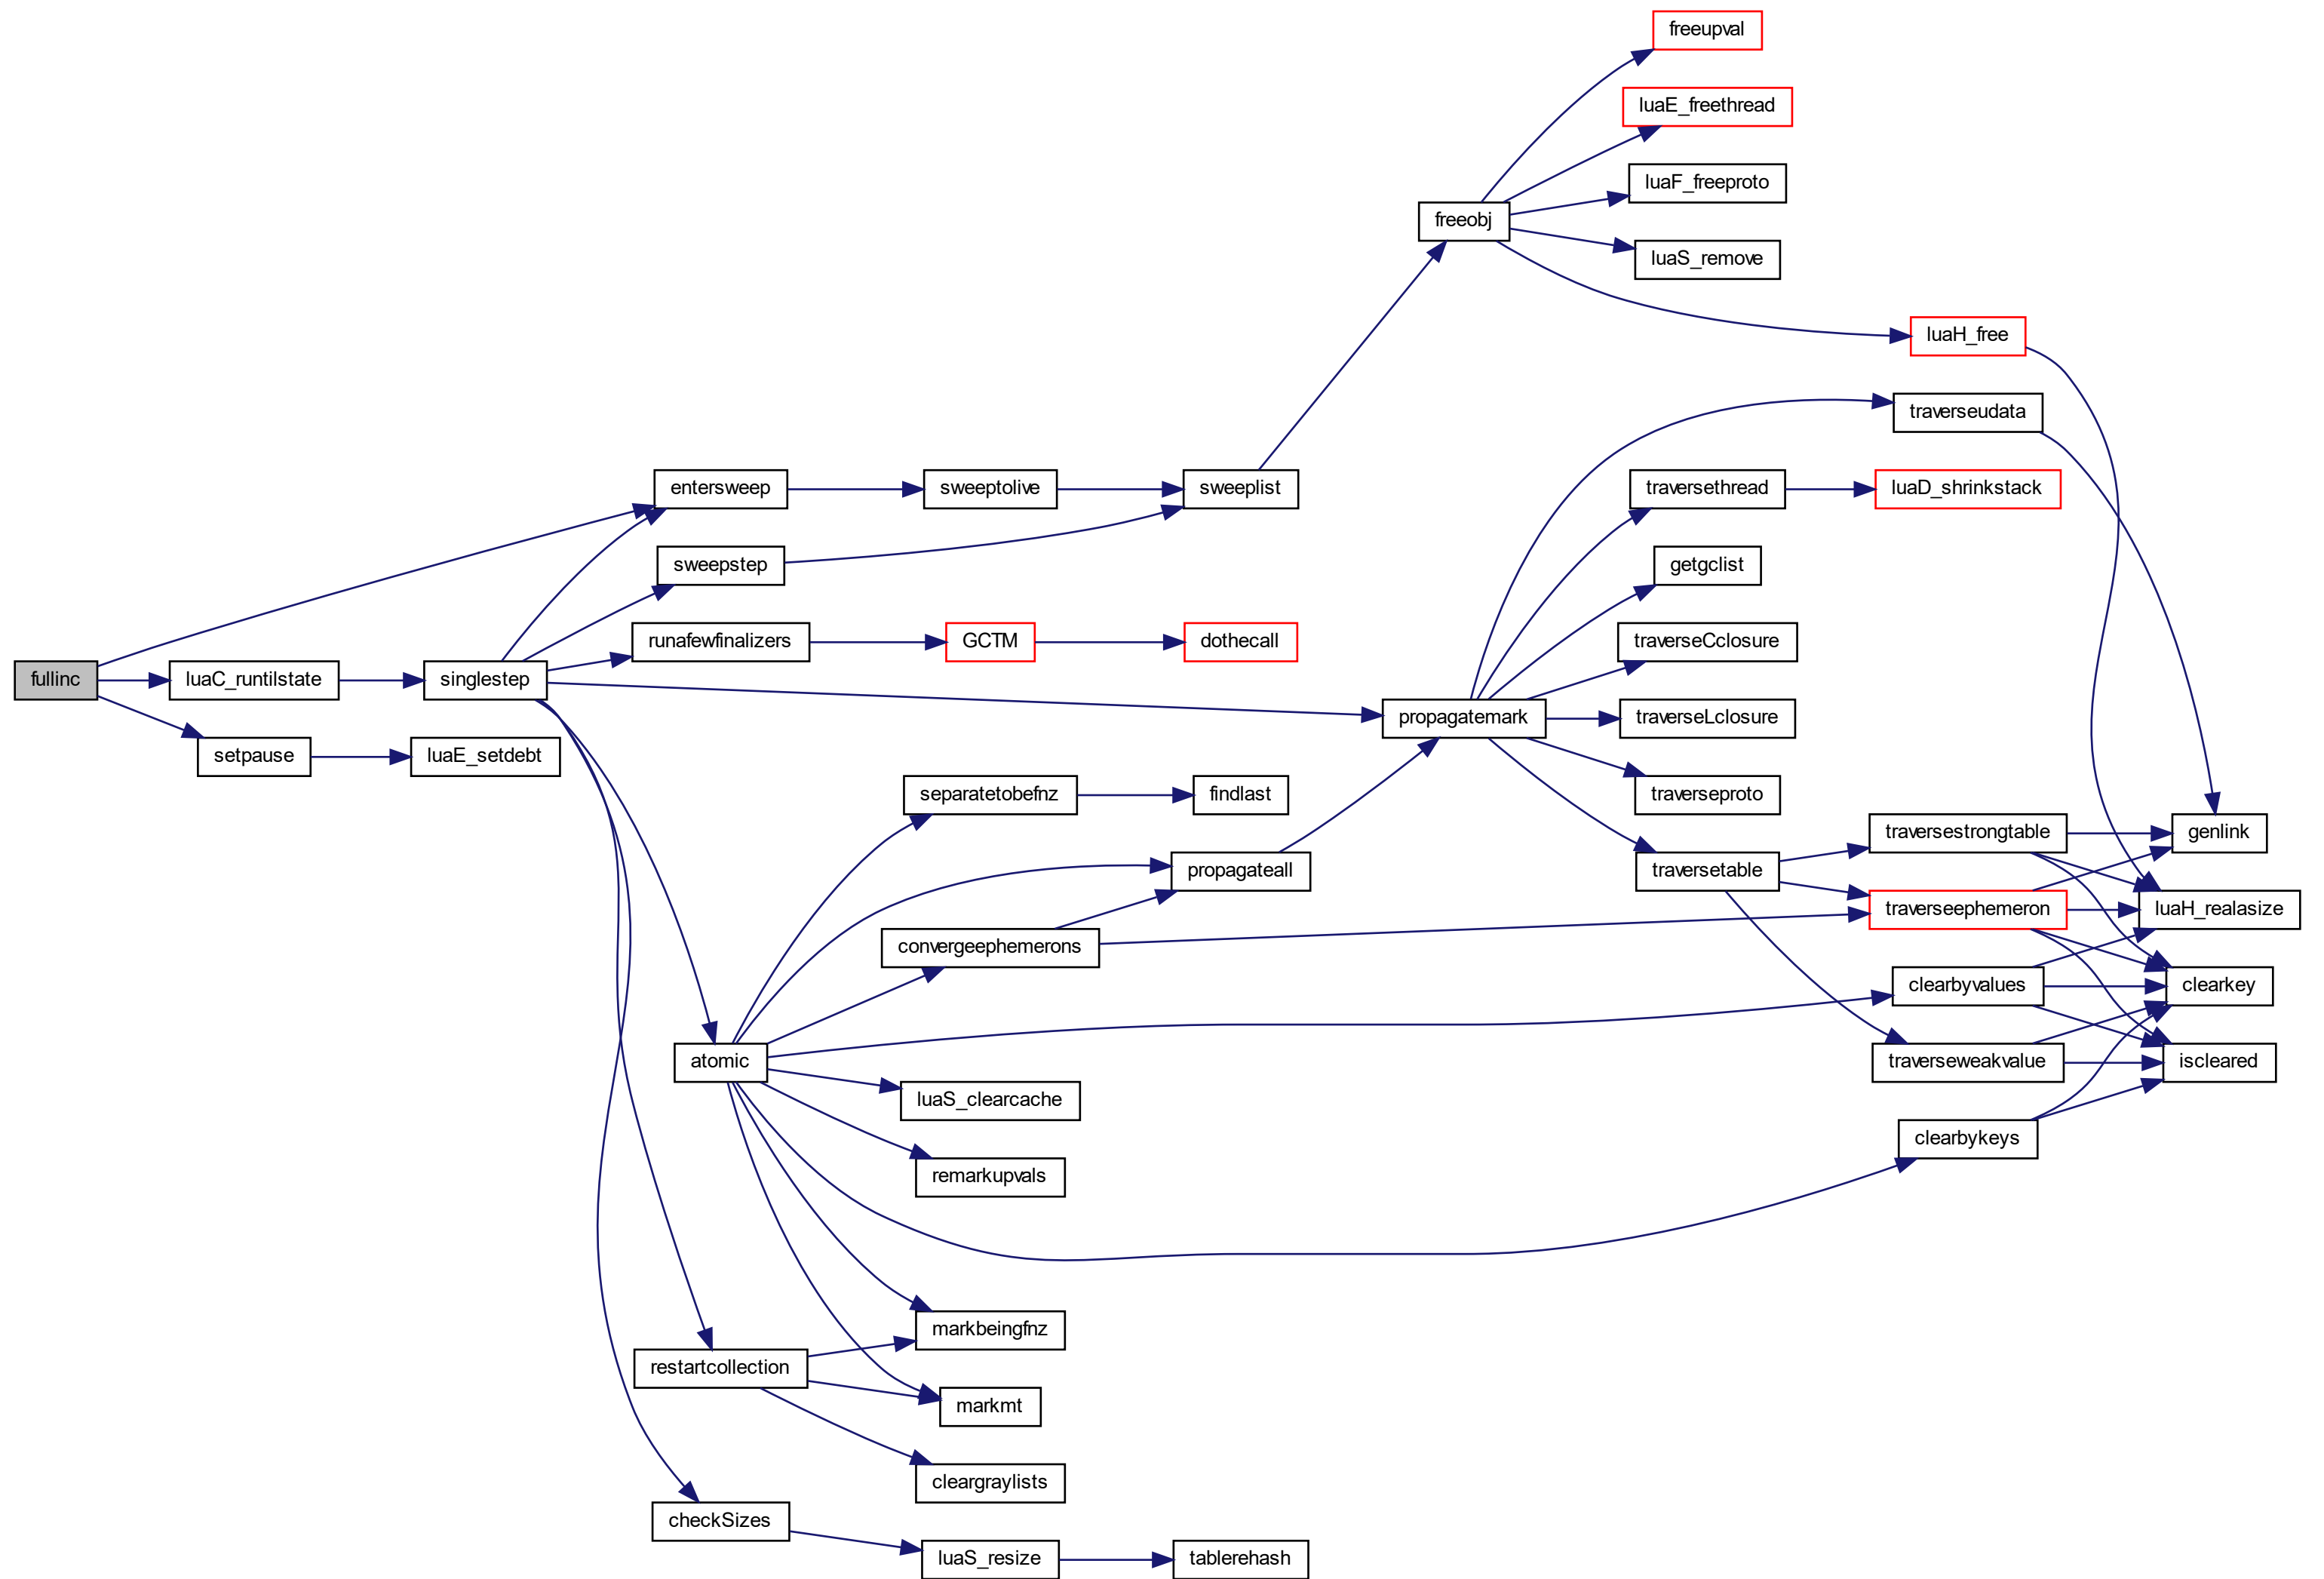 freeupval
luaE_freethread
luaF_freeproto
freeobj
luaS_remove
luaH_free
traverseudata
entersweep
sweeptolive
sweeplist
traversethread
luaD_shrinkstack
sweepstep
getgclist
runafewfinalizers
GCTM
dothecall
traverseCclosure
fullinc
luaC_runtilstate
singlestep
propagatemark
traverseLclosure
setpause
luaE_setdebt
separatetobefnz
findlast
traverseproto
traversestrongtable
genlink
propagateall
traversetable
convergeephemerons
traverseephemeron
luaH_realasize
clearbyvalues
clearkey
atomic
traverseweakvalue
iscleared
luaS_clearcache
clearbykeys
remarkupvals
markbeingfnz
restartcollection
markmt
cleargraylists
checkSizes
luaS_resize
tablerehash